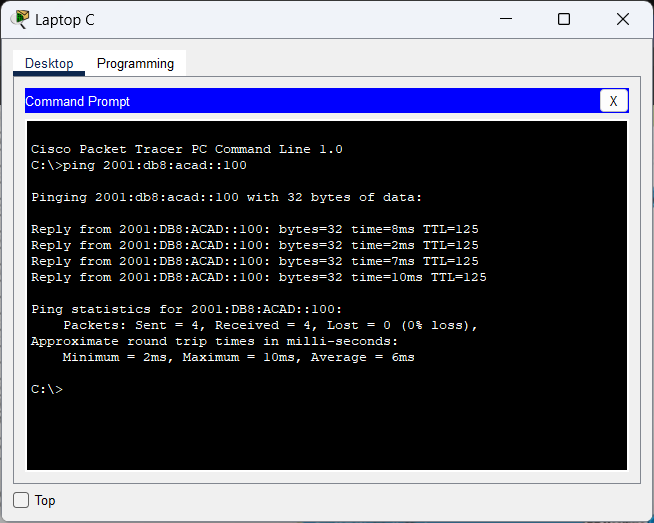 Laptop C
Desktop Programming
Command Prompt X
Cisco Packet Tracer PC Command Line 1.0
C:\>ping 2001:db8:acad::100
Pinging 2001:db8:acad::100 with 32 bytes of data:
Reply from 2001:DB8:ACAD::100: bytes=32 time=8ms TTL=125
Reply from 2001:DB8:ACAD::100: bytes=32 time=2ms TTL=125
Reply from 2001:DB8:ACAD::100: bytes=32 time=7ms TTL=125
Reply from 2001:DB8:ACAD::100: bytes=32 time=10ms TTL=125
Ping statistics for 2001:DB8:ACAD::100:
Packets: Sent = 4, Received = 4, Lost = 0 (0% loss),
Approximate round trip times in milli-seconds:
Minimum = 2ms, Maximum = 10ms, Average = 6ms
C:\>
Top